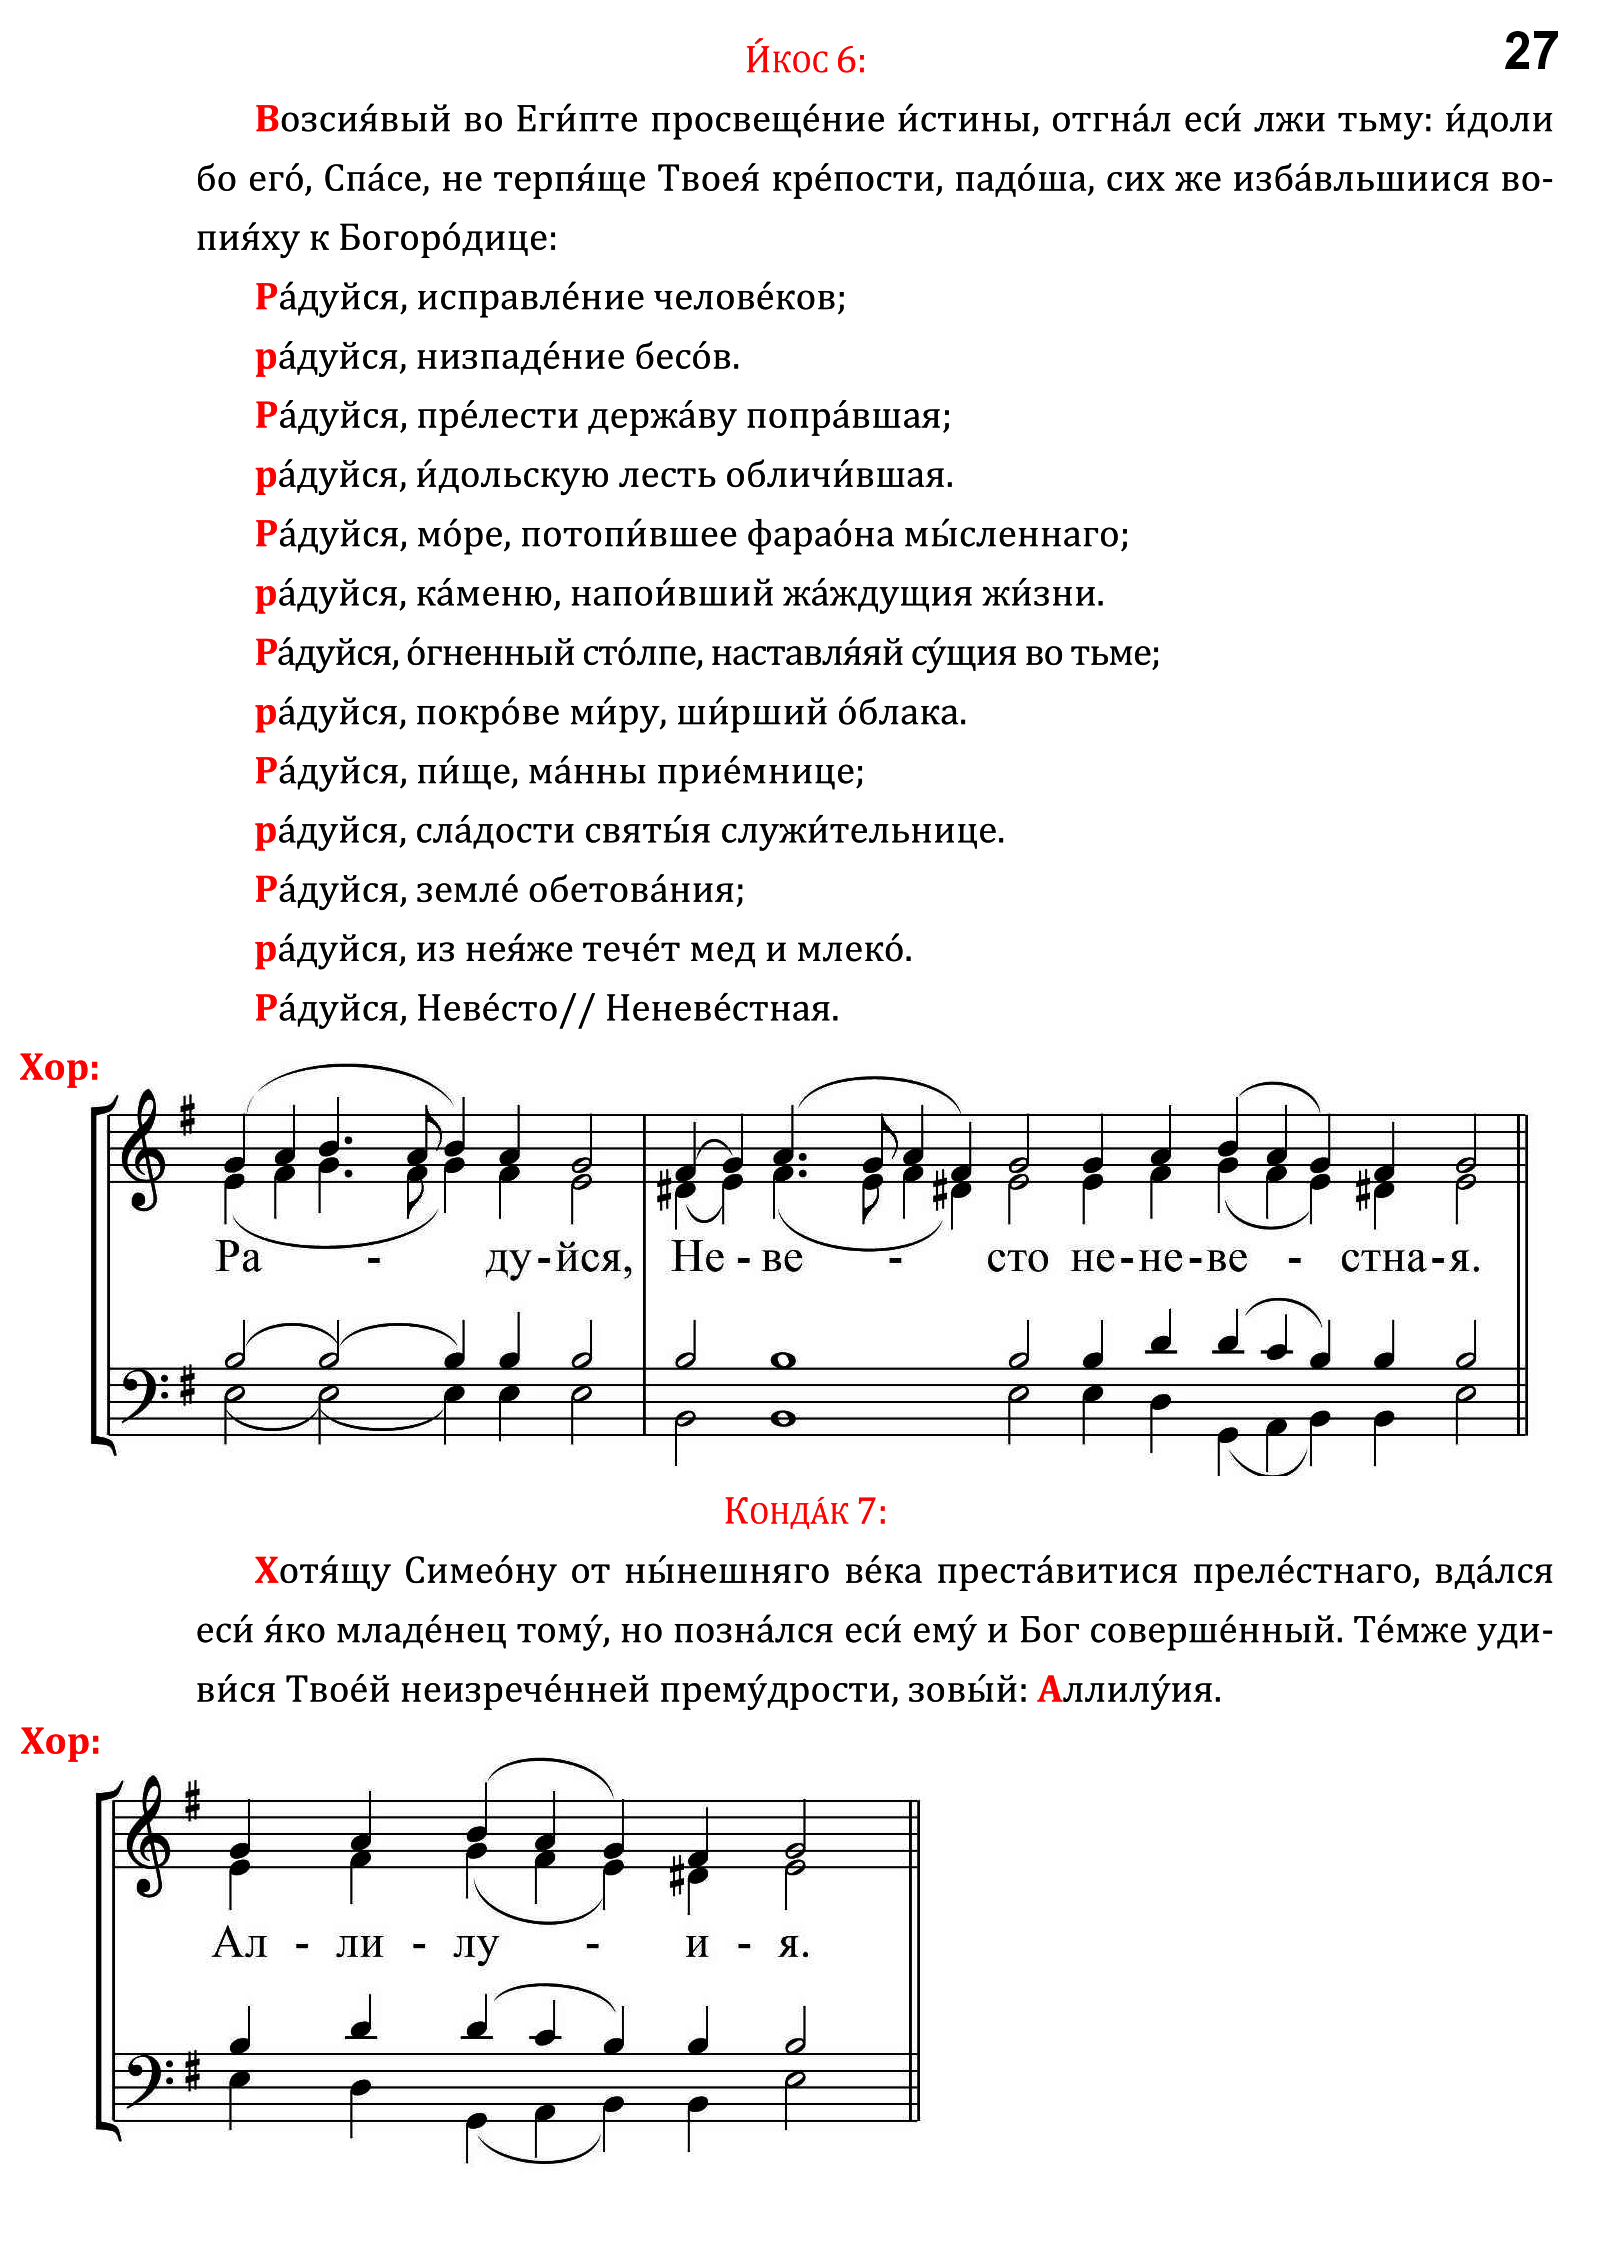 И́кос 6:
27
Возсия́вый во Еги́пте просвеще́ние и́стины, отгна́л еси́ лжи тьму: и́доли
бо его́, Спа́се, не терпя́ще Твоея́ кре́пости, падо́ша, сих же изба́вльшиися во-
пия́ху к Богоро́дице:
Ра́дуйся, исправле́ние челове́ков;
ра́дуйся, низпаде́ние бесо́в.
Ра́дуйся, пре́лести держа́ву попра́вшая;
ра́дуйся, и́дольскую лесть обличи́вшая.
Ра́дуйся, мо́ре, потопи́вшее фарао́на мы́сленнаго;
ра́дуйся, ка́меню, напои́вший жа́ждущия жи́зни.
Ра́дуйся, о́гненный сто́лпе, наставля́яй су́щия во тьме;
ра́дуйся, покро́ве ми́ру, ши́рший о́блака.
Ра́дуйся, пи́ще, ма́нны прие́мнице;
ра́дуйся, сла́дости святы́я служи́тельнице.
Ра́дуйся, земле́ обетова́ния;
ра́дуйся, из нея́же тече́т мед и млеко́.
Ра́дуйся, Неве́сто// Неневе́стная.
Хор:
Ра - ду-йся, Не - ве - сто не-не-ве - стна-я.
Конда́к 7:
Хотя́щу Симео́ну от ны́нешняго ве́ка преста́витися преле́стнаго, вда́лся
еси́ я́ко младе́нец тому́, но позна́лся еси́ ему́ и Бог соверше́нный. Те́мже уди-
ви́ся Твое́й неизрече́нней прему́дрости, зовы́й: Аллилу́ия.
Хор:
Ал - ли - лу - и - я.